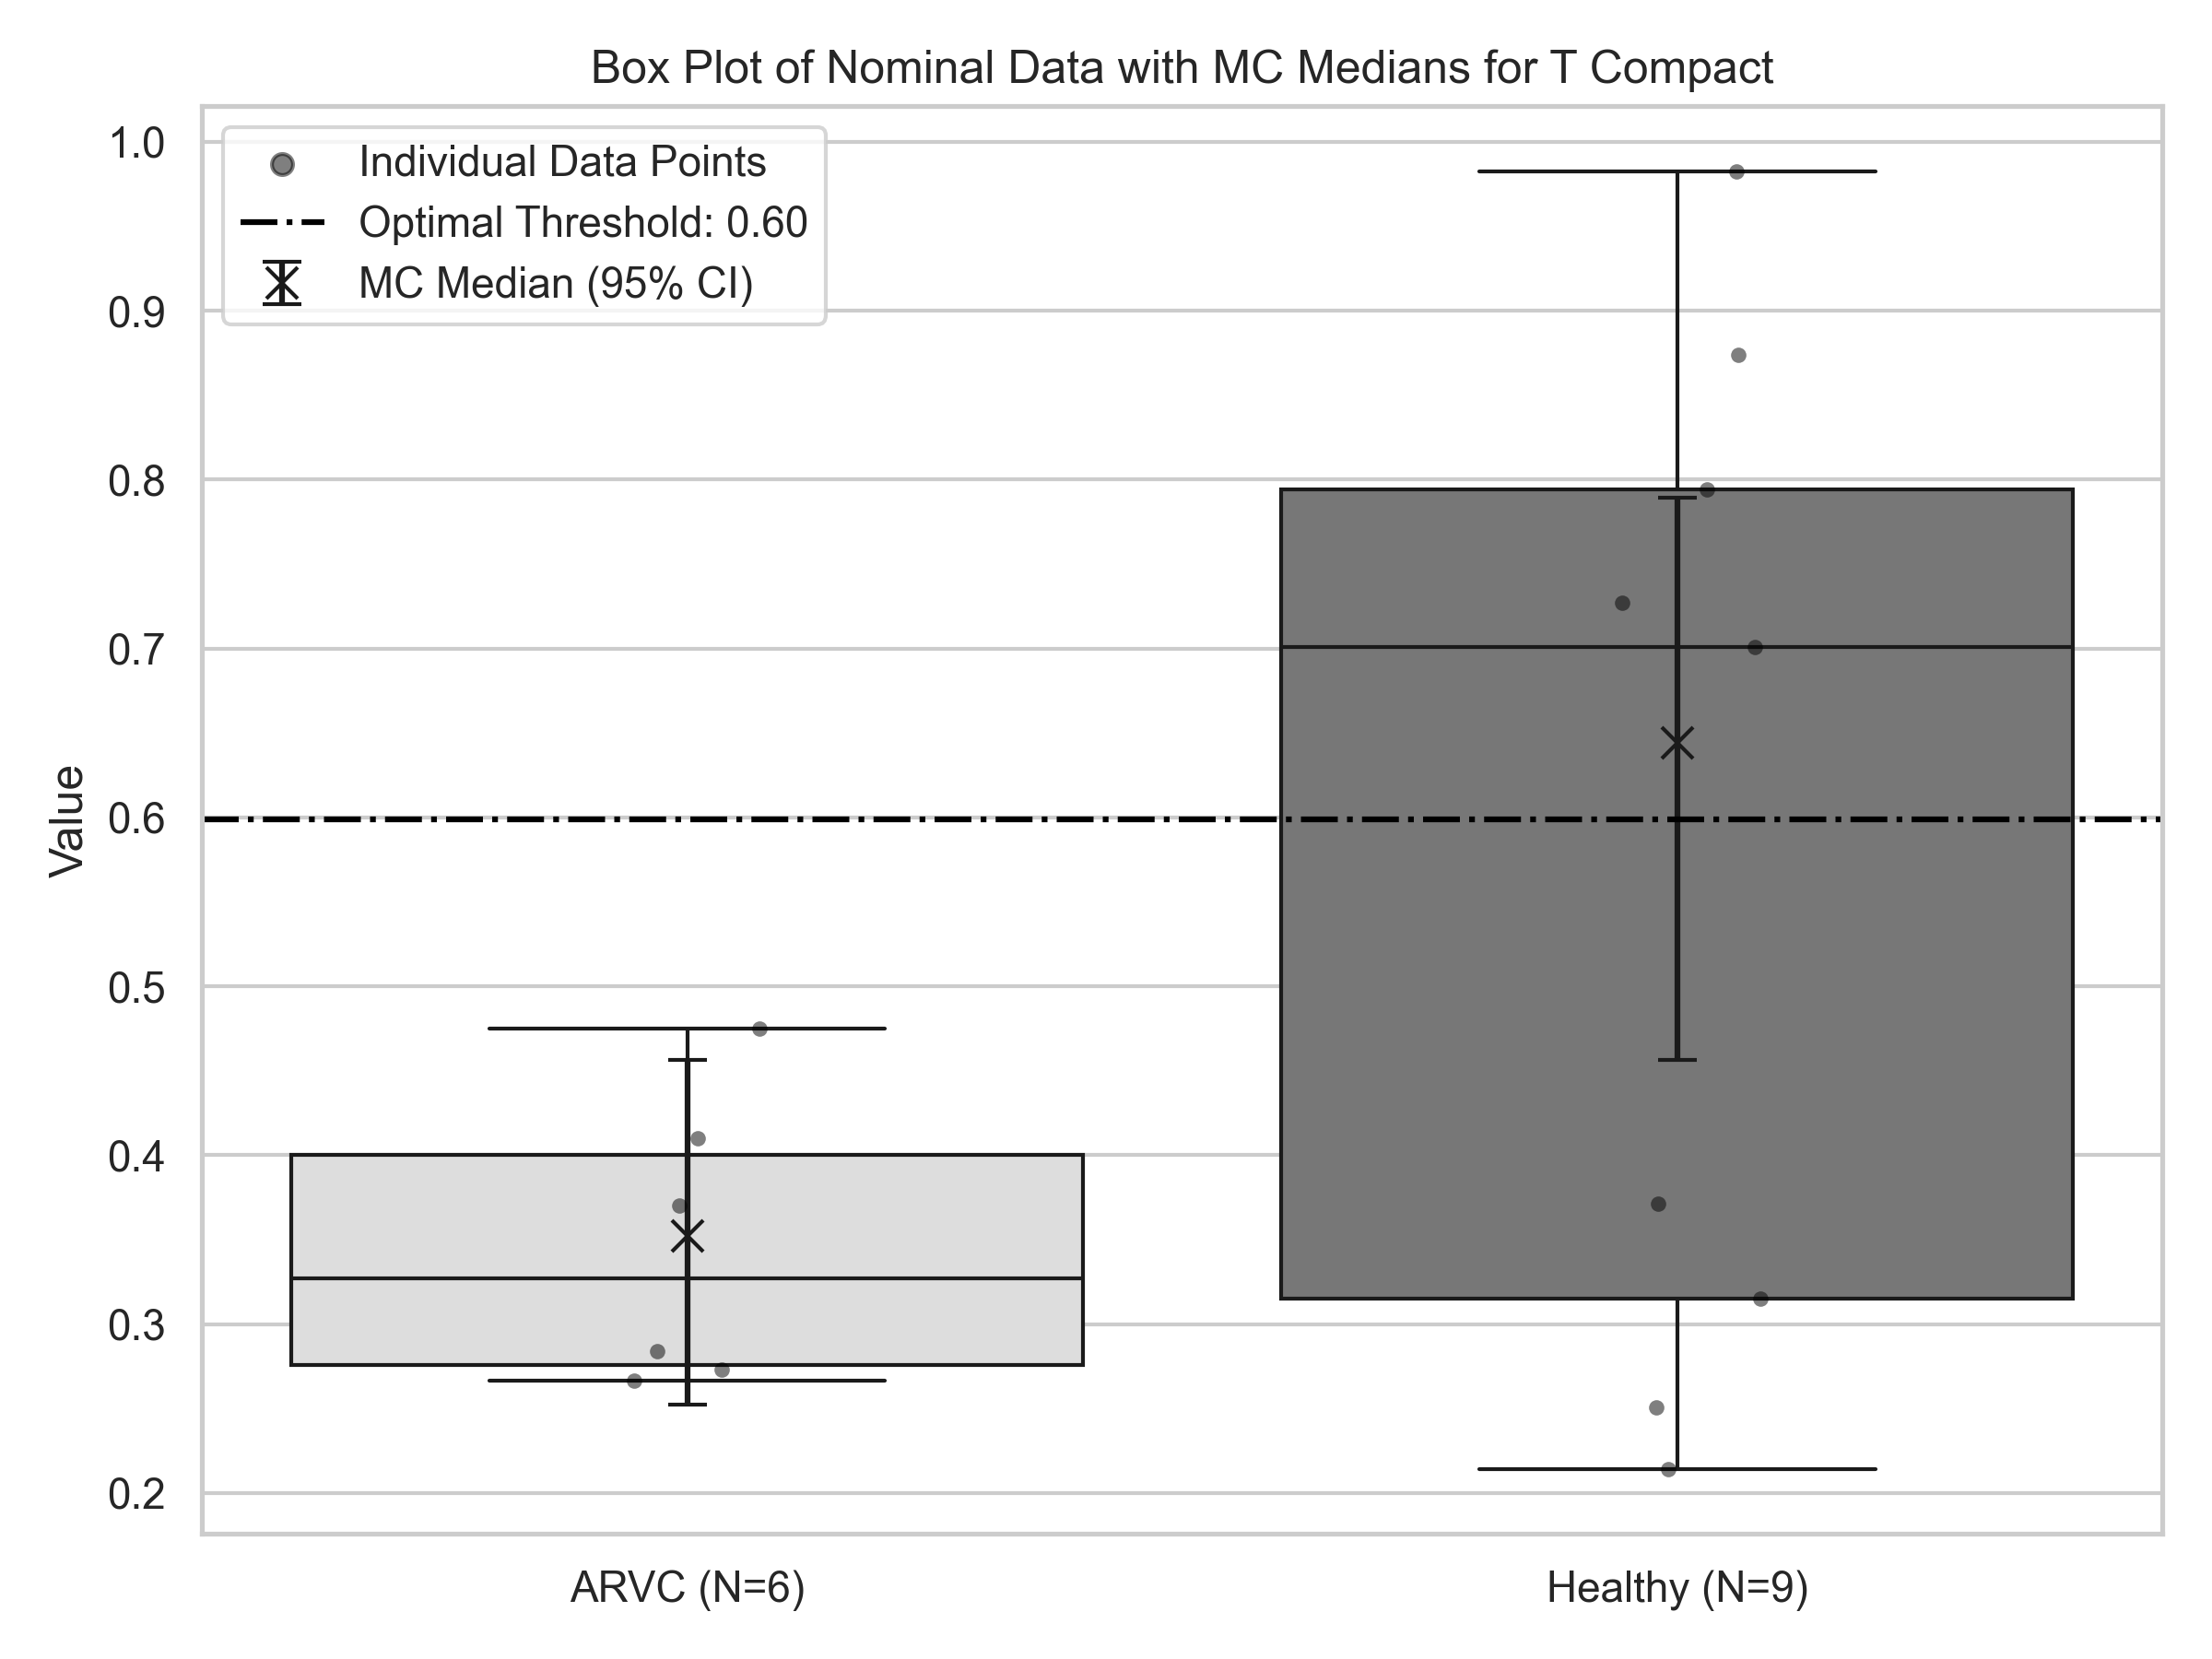 Box Plot of Nominal Data with MC Medians for T Compact
Individual Data Points
Optimal Threshold: 0.60
MC Median (95% CI)
1.0
0.9
0.8
0.7
0.6
0.5
0.4
0.3
0.2
Value
ARVC (N=6)
Healthy (N=9)